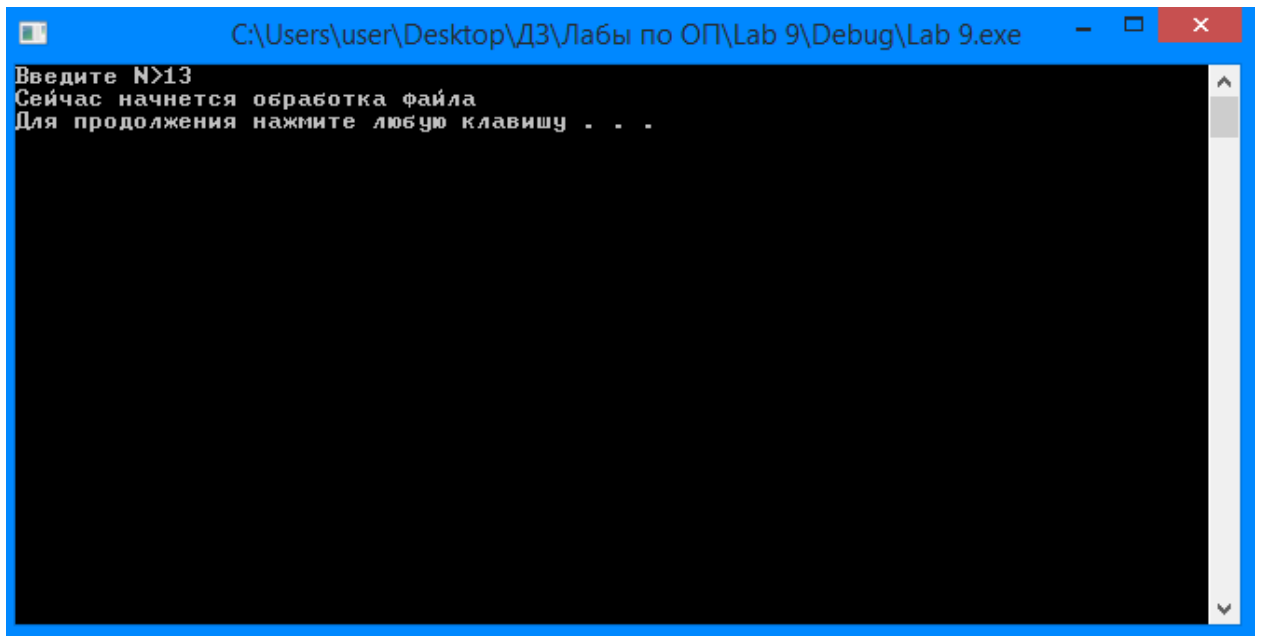 C:\Users\user\Desktop\ДЗ\Лабы по ОП\Lab 9\Debug\Lab 9.exe
Введите N>13
Сейчас начнется обработка файла
Для продолжения нажмите любую клавишу . . .